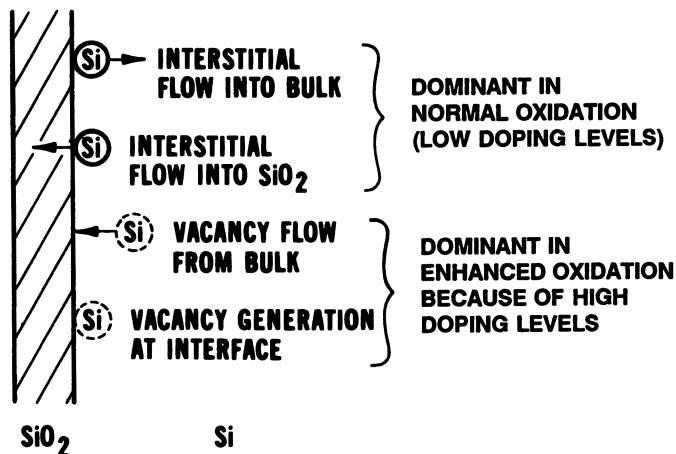 Si INTERSTITIAL
FLOW INTO BULK
DOMINANT IN
NORMAL OXIDATION
(LOW DOPING LEVELS)
Si INTERSTITIAL
FLOW INTO SiO₂
Si VACANCY FLOW
FROM BULK
DOMINANT IN
ENHANCED OXIDATION
BECAUSE OF HIGH
DOPING LEVELS
Si VACANCY GENERATION
AT INTERFACE
SiO₂ Si